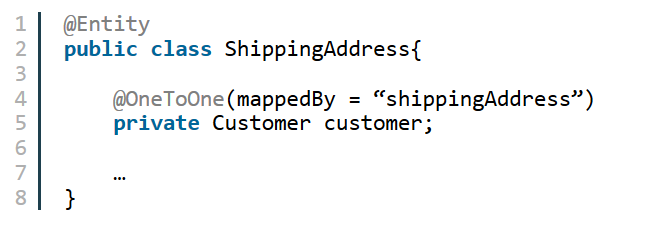 1 @Entity
2 public class ShippingAddress{
3
4 @OneToOne(mappedBy = “shippingAddress”)
5 private Customer customer;
6
7 …
8 }